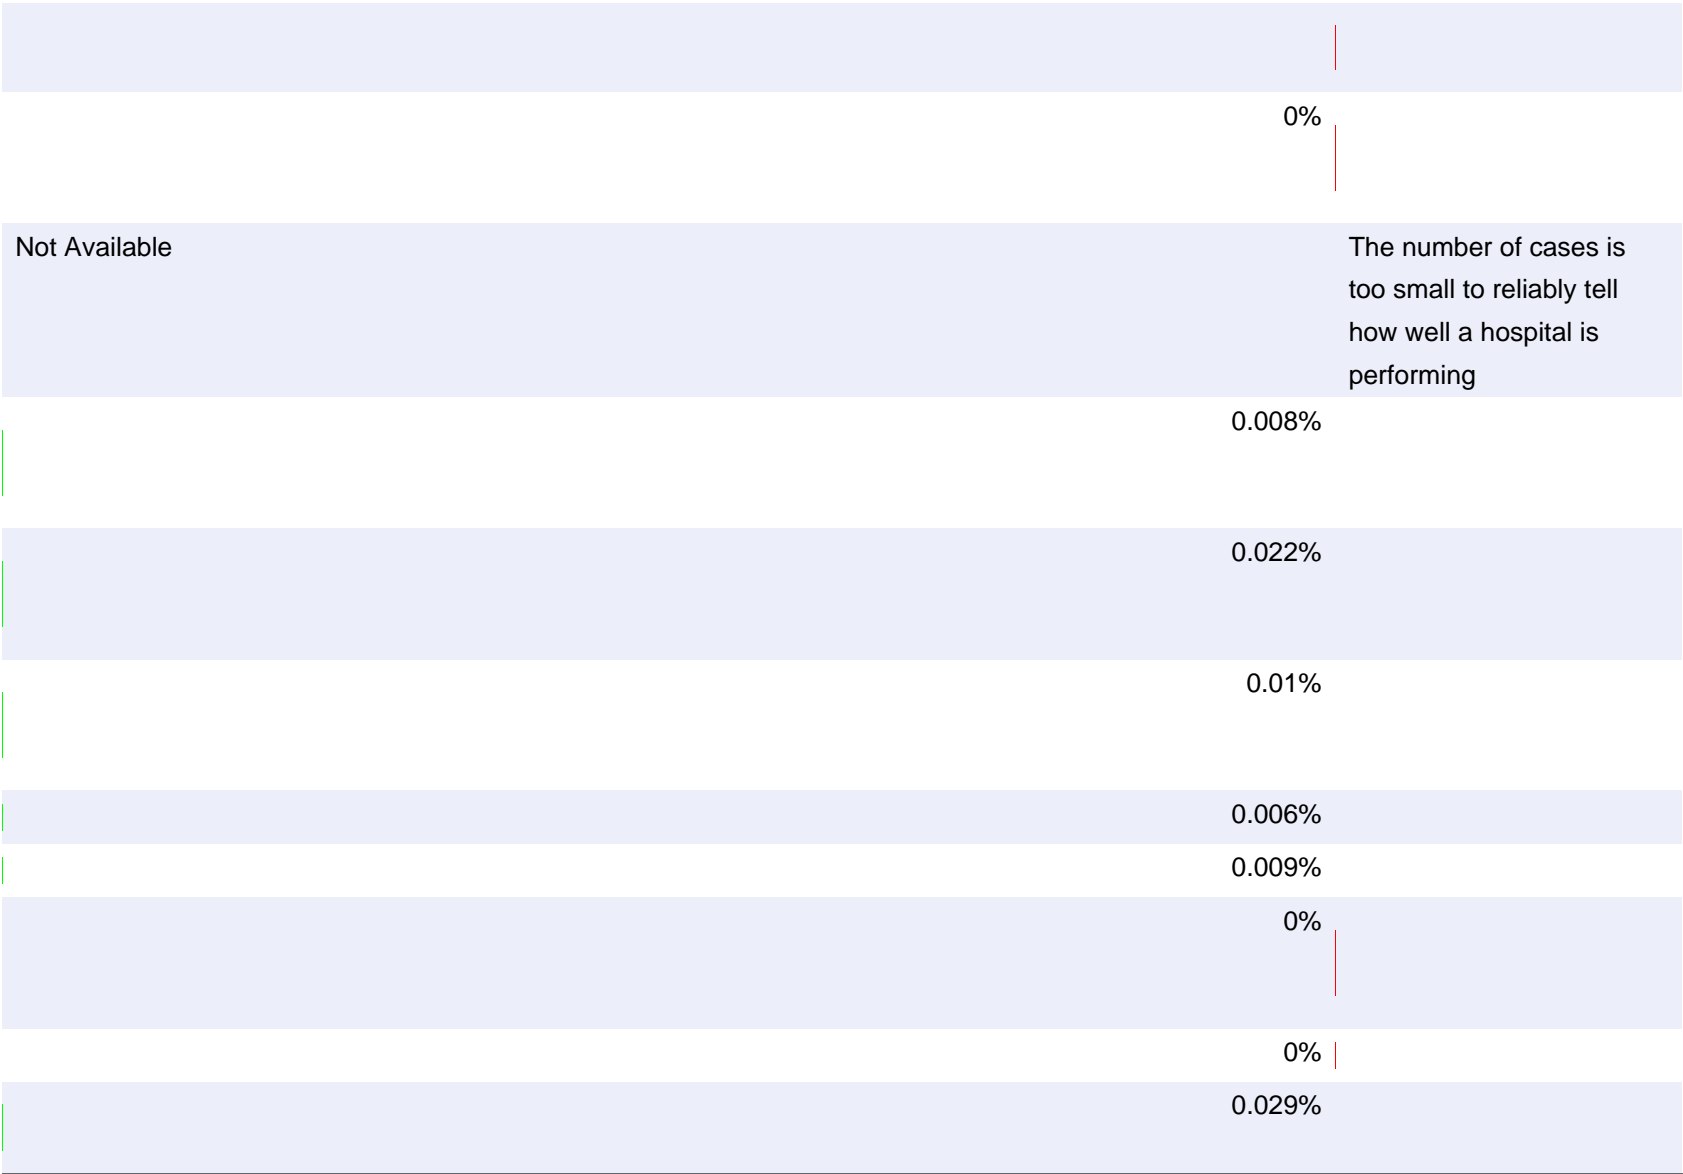 0%
Not Available
The number of cases is
too small to reliably tell
how well a hospital is
performing
0.008%
0.022%
0.01%
0.006%
0.009%
0%
0%
0.029%